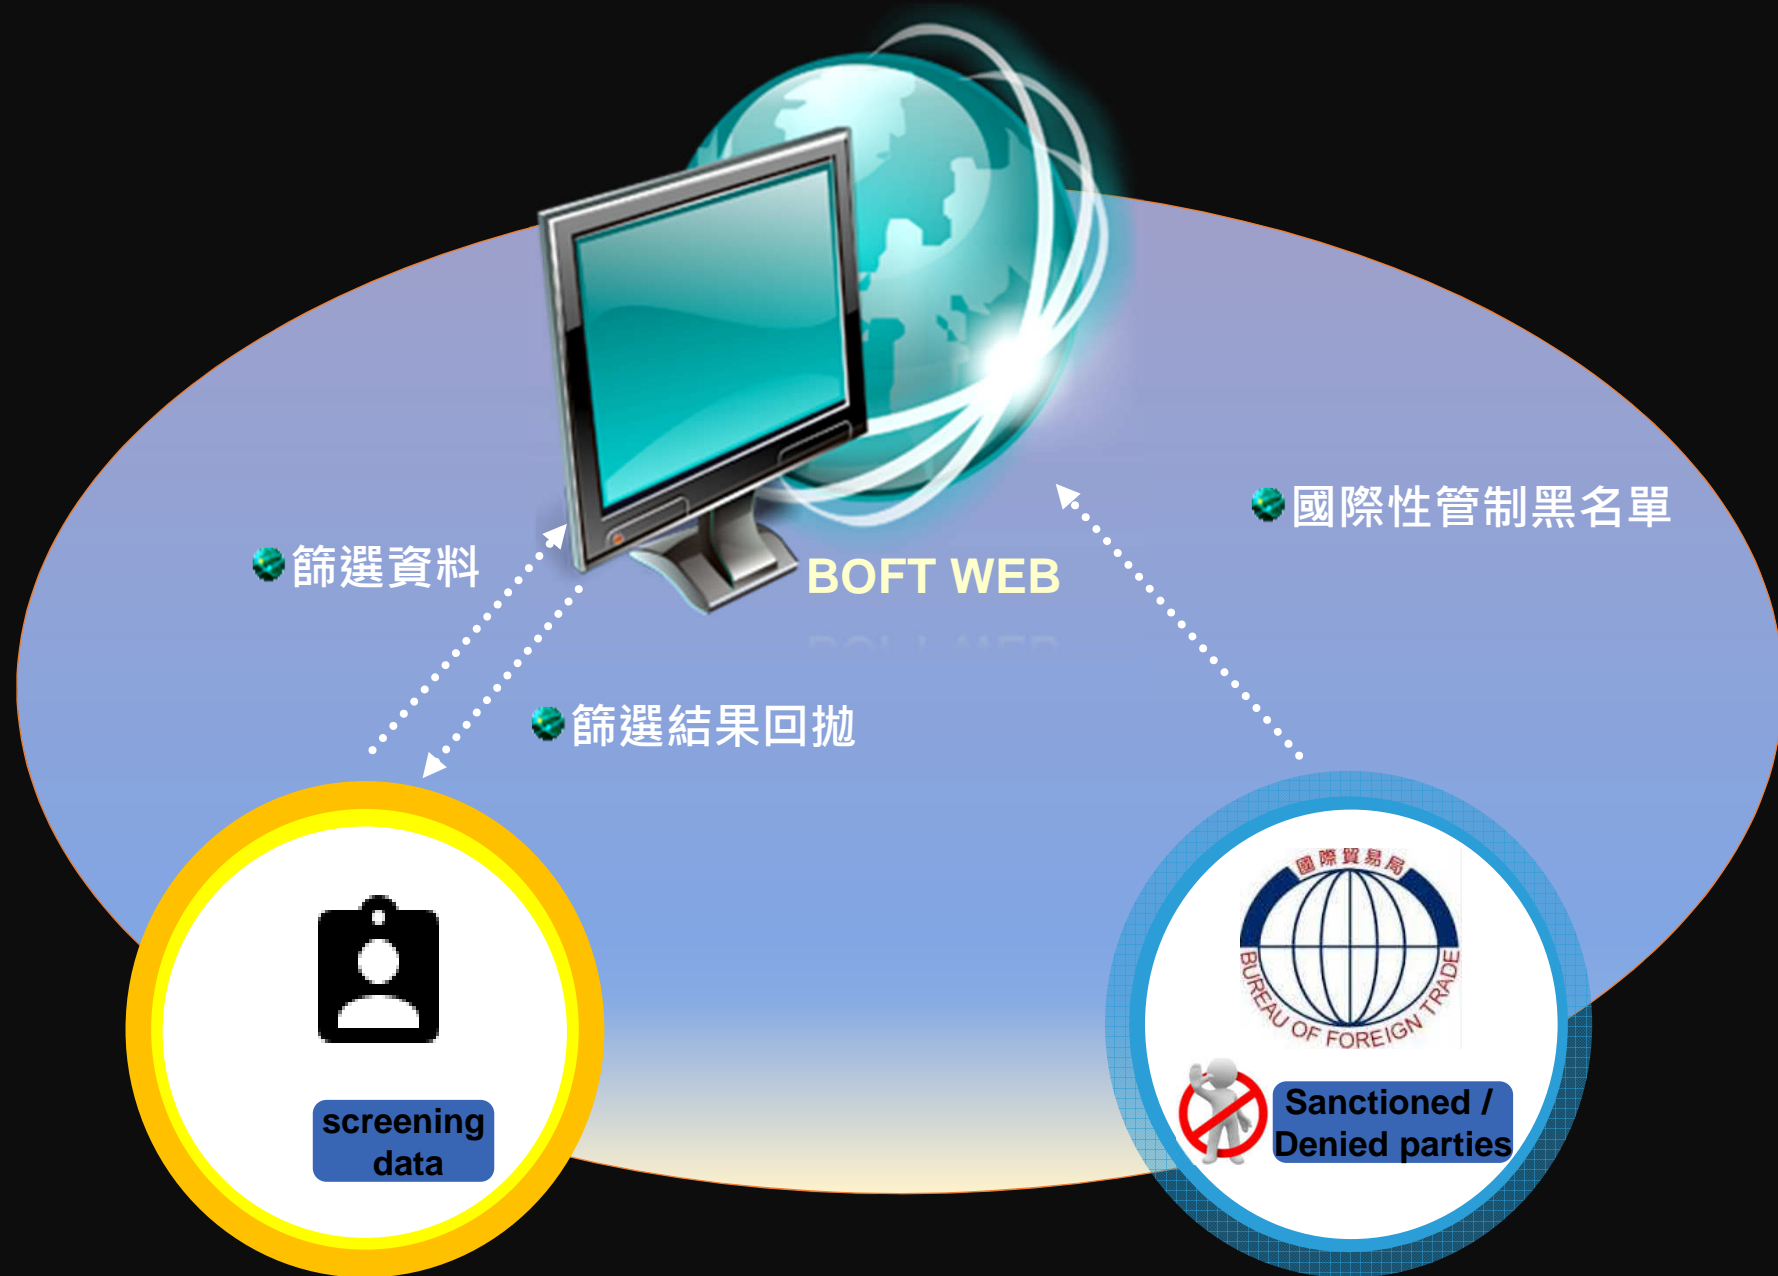 國際性管制黑名單
篩選資料
BOFT WEB
篩選結果回拋
國際貿易局
BUREAU OF FOREIGN TRADE
screening
data
Sanctioned /
Denied parties